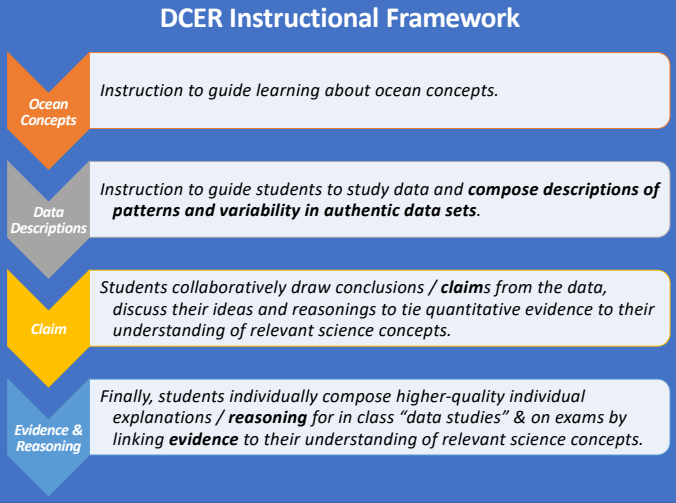 DCER Instructional Framework
Ocean
Concepts
Instruction to guide learning about ocean concepts.
Data
Descriptions
Instruction to guide students to study data and compose descriptions of
patterns and variability in authentic data sets.
Claim
Students collaboratively draw conclusions / claims from the data,
discuss their ideas and reasonings to tie quantitative evidence to their
understanding of relevant science concepts.
Evidence &
Reasoning
Finally, students individually compose higher-quality individual
explanations / reasoning for in class “data studies” & on exams by
linking evidence to their understanding of relevant science concepts.